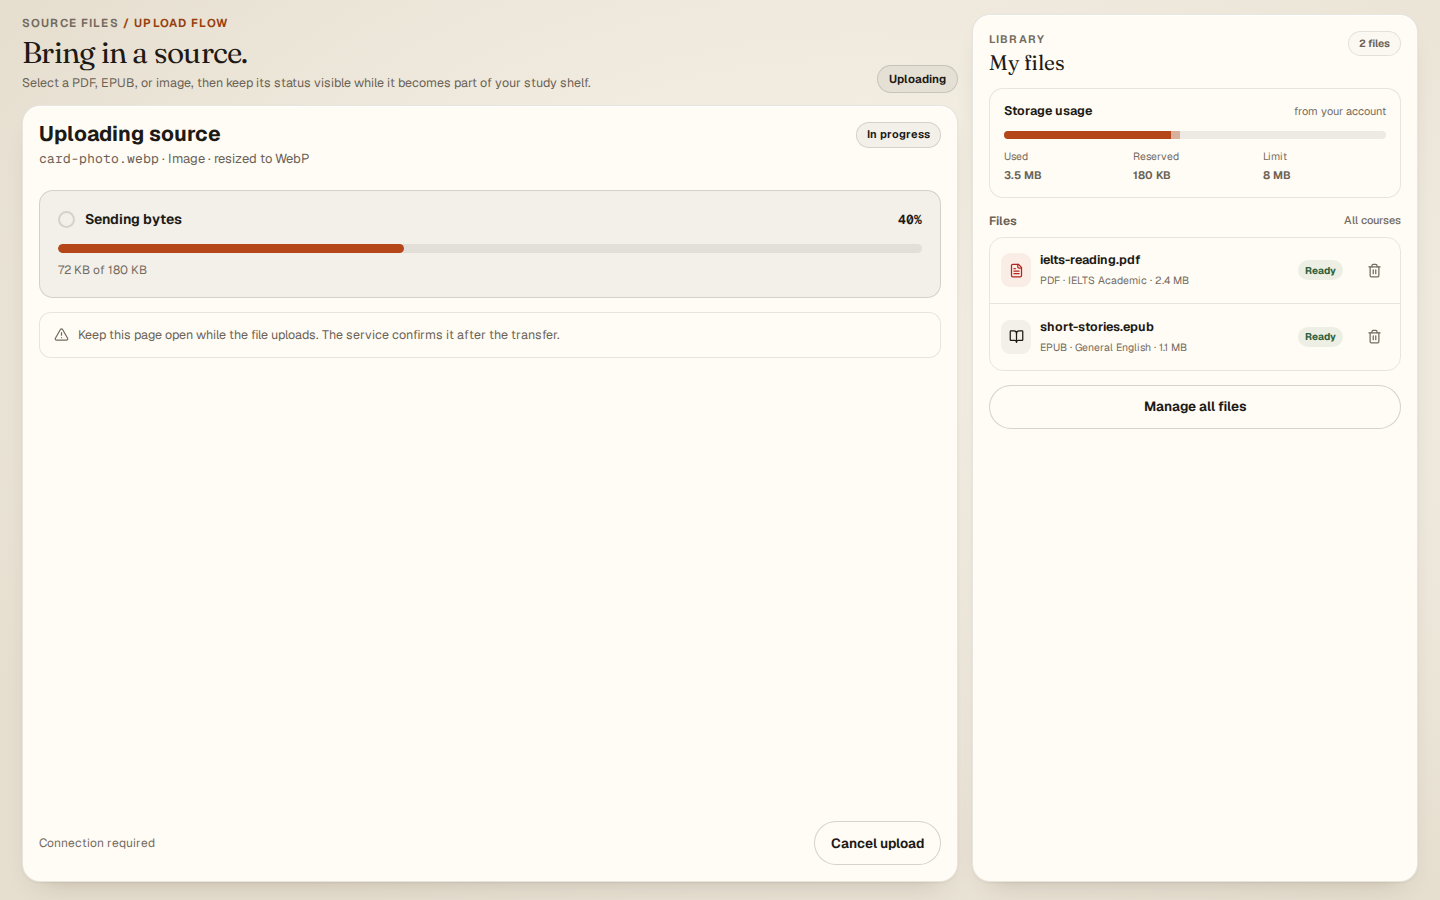 SOURCE FILES / UPLOAD FLOW
Bring in a source.
Select a PDF, EPUB, or image, then keep its status visible while it becomes part of your study shelf.
Uploading
Uploading source
card-photo.webp · Image · resized to WebP
In progress
Sending bytes
40%
72 KB of 180 KB
Keep this page open while the file uploads. The service confirms it after the transfer.
Connection required
Cancel upload
LIBRARY
My files
2 files
Storage usage
from your account
Used
Reserved
Limit
3.5 MB
180 KB
8 MB
Files
All courses
ielts-reading.pdf
PDF · IELTS Academic · 2.4 MB
Ready
short-stories.epub
EPUB · General English · 1.1 MB
Ready
Manage all files